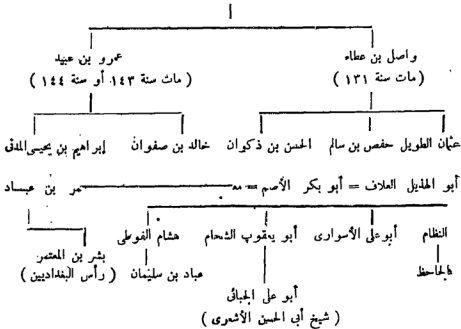 واصل بن عطاء عمرو بن عبيد
( مات سنة ١٣١ ) ( مات سنة ١٤٣ أو سنة ١٤٤ )
عثمان الطويل حفص بن سالم الحسن بن ذكوان خالد بن صفوان إبراهيم بن يحيى المدنى
أبو الهذيل العلاف = أبو بكر الأصم = معمر بن عباد
النظام أبو على الأسوارى أبو يعقوب الشحام هشام الفوطى بشر بن المعتمر
فالجاحظ عباد بن سليمان ( رأس البغداديين )
أبو على الجبائى
( شيخ أبى الحسن الأشعرى )